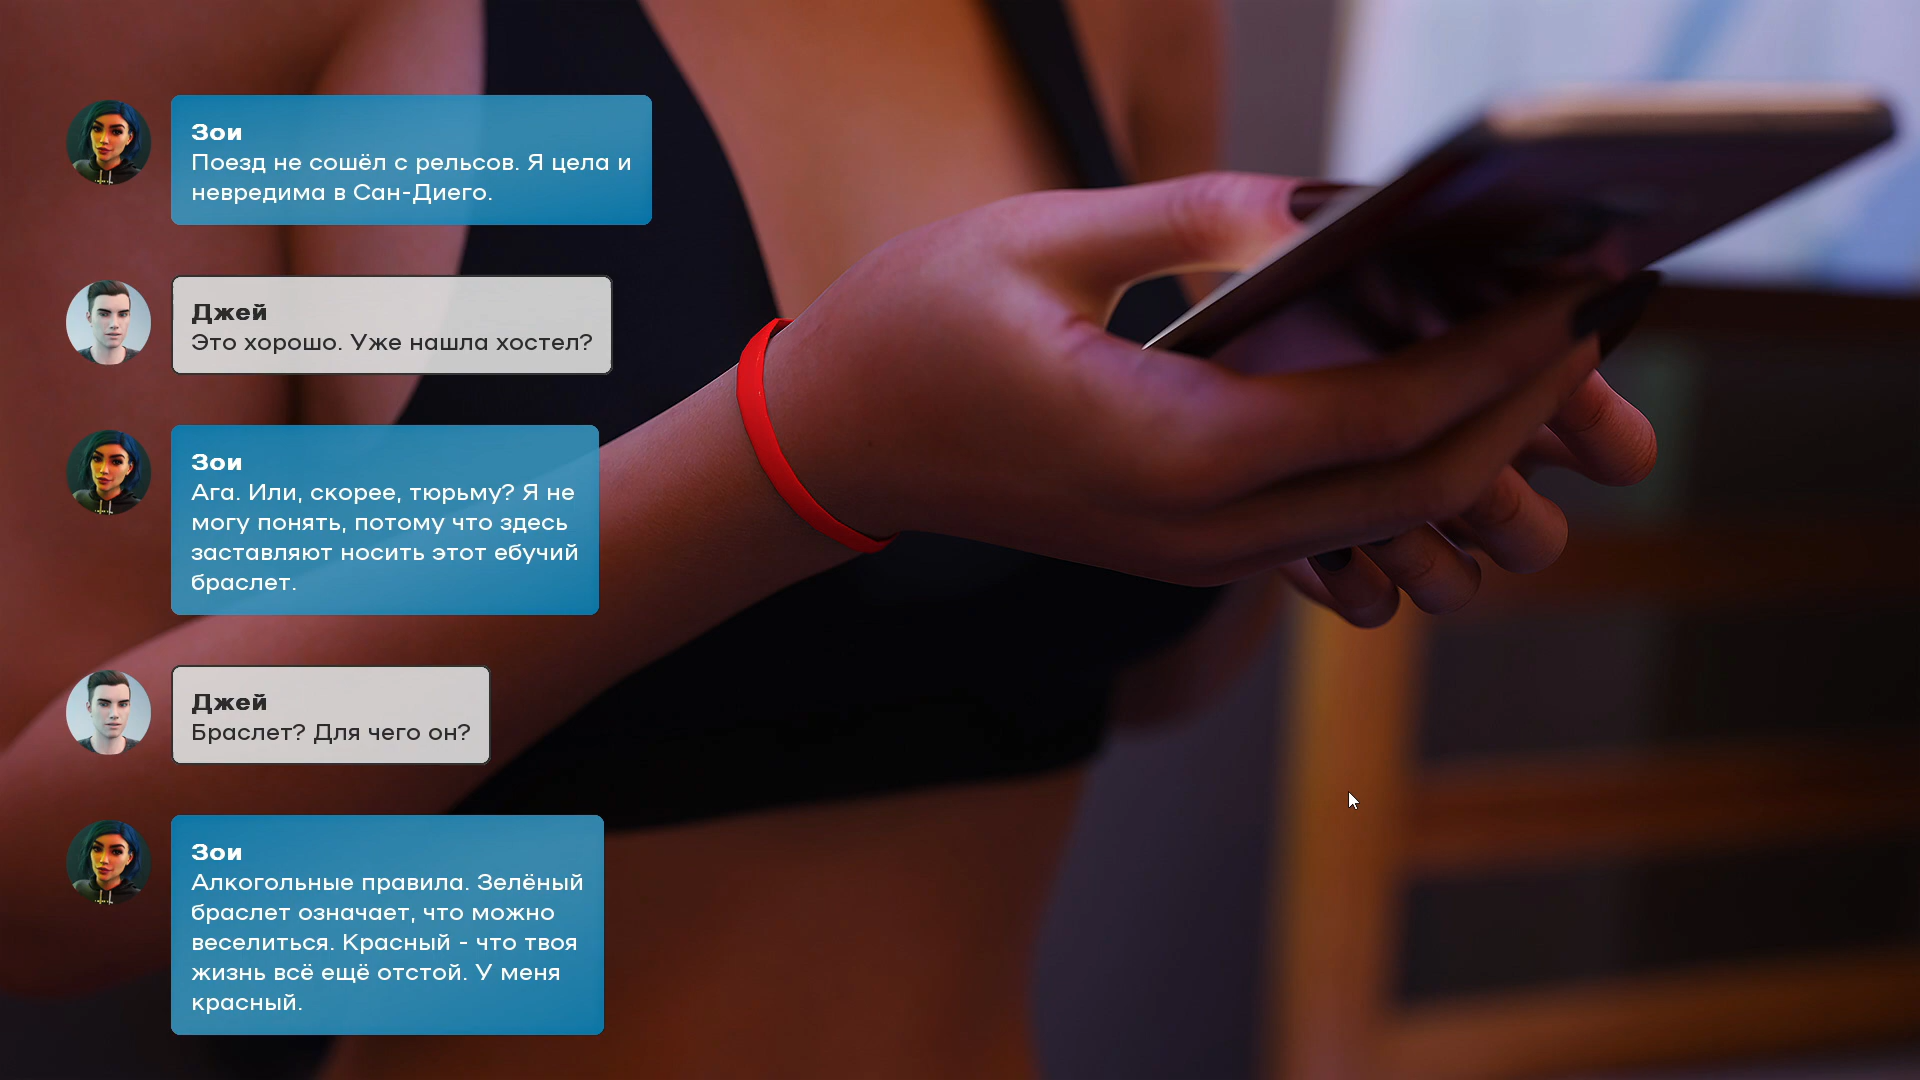 Зои
Поезд не сошёл с рельсов. Я цела и
невредима в Сан-Диего.
Джей
Это хорошо. Уже нашла хостел?
Зои
Ага. Или, скорее, тюрьму? Я не
могу понять, потому что здесь
заставляют носить этот ебучий
браслет.
Джей
Браслет? Для чего он?
Зои
Алкогольные правила. Зелёный
браслет означает, что можно
веселиться. Красный - что твоя
жизнь всё ещё отстой. У меня
красный.